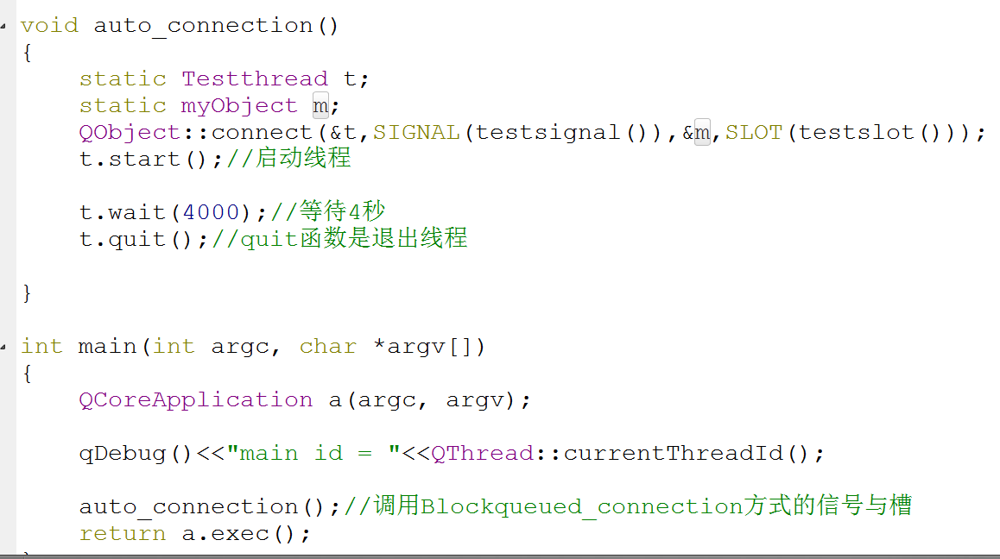 void auto_connection()
{
static Testthread t;
static myObject m;
QObject::connect(&t,SIGNAL(testsignal()),&m,SLOT(testslot()));
t.start();//启动线程
t.wait(4000);//等待4秒
t.quit();//quit函数是退出线程
}
int main(int argc, char *argv[])
{
QCoreApplication a(argc, argv);
qDebug()<<"main id = "<<QThread::currentThreadId();
auto_connection();//调用Blockqueued_connection方式的信号与槽
return a.exec();